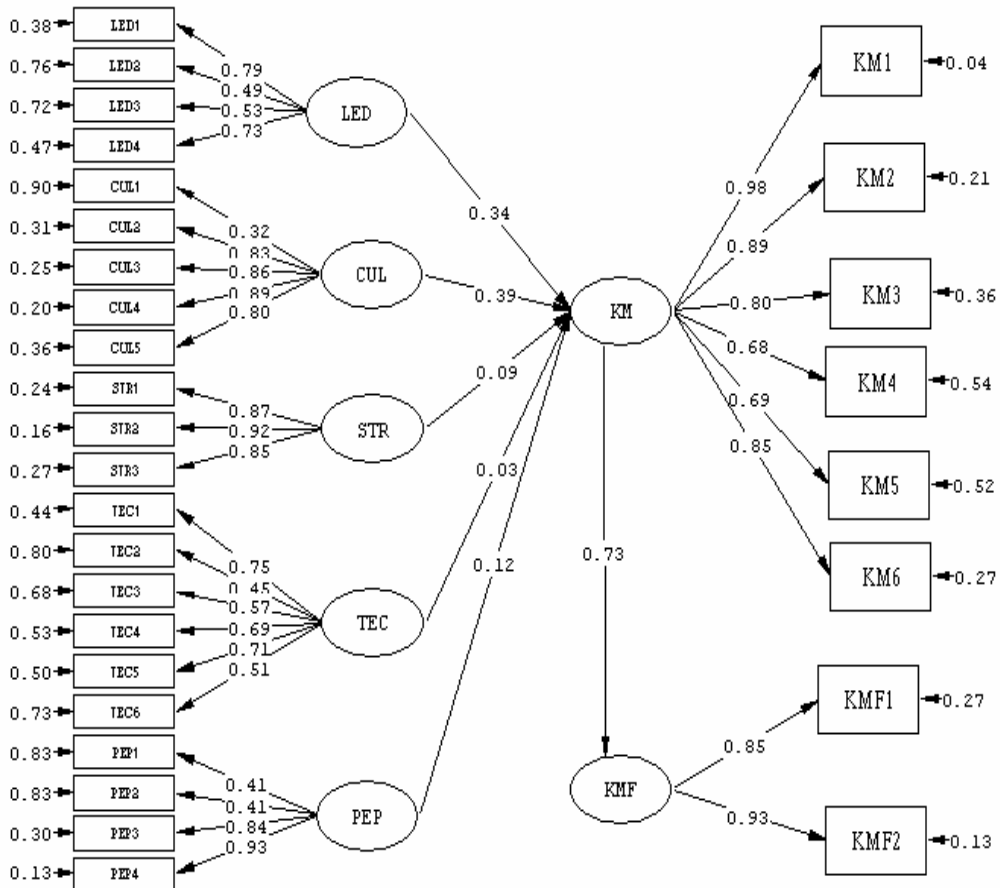 0.38 LED1
0.76 LED2
0.72 LED3
0.47 LED4
0.90 CUL1
0.31 CUL2
0.25 CUL3
0.20 CUL4
0.36 CUL5
0.24 STR1
0.16 STR2
0.27 STR3
0.44 TEC1
0.80 TEC2
0.68 TEC3
0.53 TEC4
0.50 TEC5
0.73 TEC6
0.83 PEP1
0.83 PEP2
0.30 PEP3
0.13 PEP4
0.79
0.49
0.53
0.73
LED
0.32
0.83
0.86
0.89
0.80
CUL
0.87
0.92
0.85
STR
0.75
0.45
0.57
0.69
0.71
0.51
TEC
0.41
0.41
0.84
0.93
PEP
0.34
0.39
0.09
0.03
0.12
KM
0.73
KMF
0.98
0.89
0.80
0.68
0.69
0.85
KM1 0.04
KM2 0.21
KM3 0.36
KM4 0.54
KM5 0.52
KM6 0.27
0.85
0.93
KMF1 0.27
KMF2 0.13